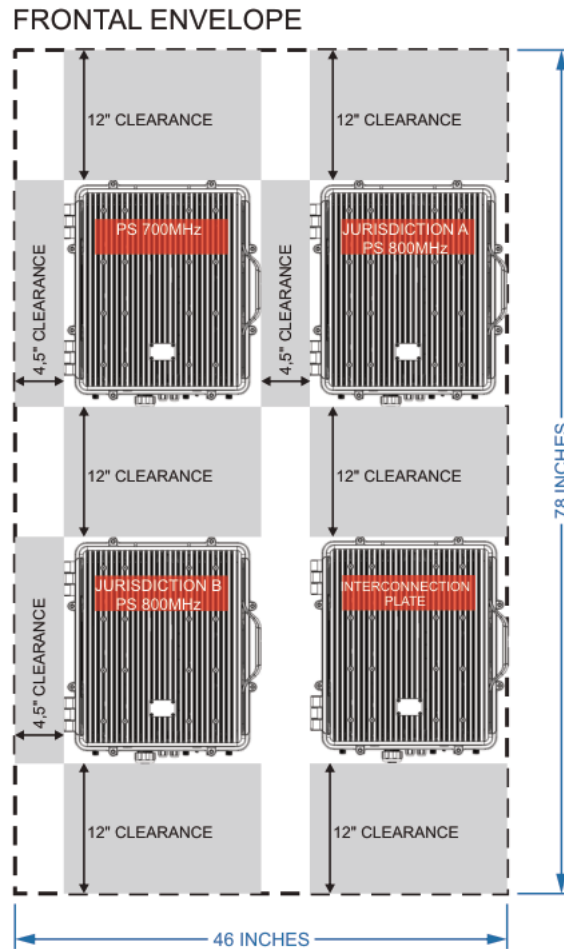 FRONTAL ENVELOPE
12" CLEARANCE
12" CLEARANCE
PS 700MHz
JURISDICTION A
PS 800MHz
4,5" CLEARANCE
4,5" CLEARANCE
12" CLEARANCE
12" CLEARANCE
78 INCHES
JURISDICTION B
PS 800MHz
INTERCONNECTION
PLATE
4,5" CLEARANCE
12" CLEARANCE
12" CLEARANCE
46 INCHES